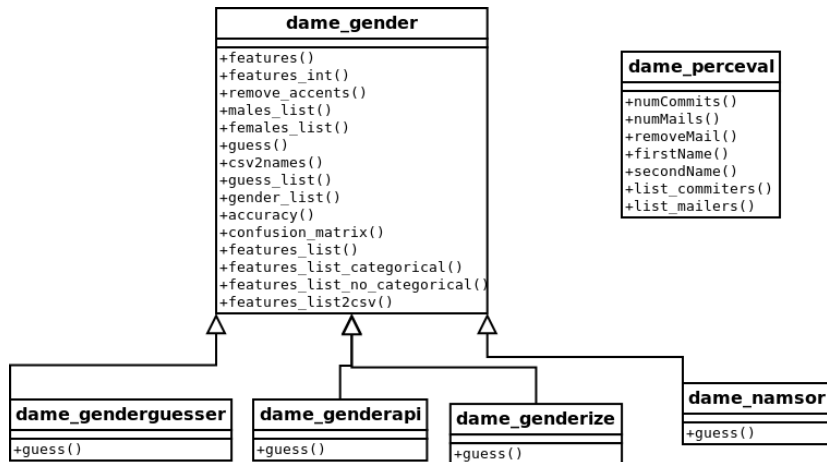 dame_gender
+features()
+features_int()
+remove_accents()
+males_list()
+females_list()
+guess()
+csv2names()
+guess_list()
+gender_list()
+accuracy()
+confusion_matrix()
+features_list()
+features_list_categorical()
+features_list_no_categorical()
+features_list2csv()
dame_perceval
+numCommits()
+numMails()
+removeMail()
+firstName()
+secondName()
+list_commiters()
+list_mailers()
dame_genderguesser
+guess()
dame_genderapi
+guess()
dame_genderize
+guess()
dame_namsor
+guess()